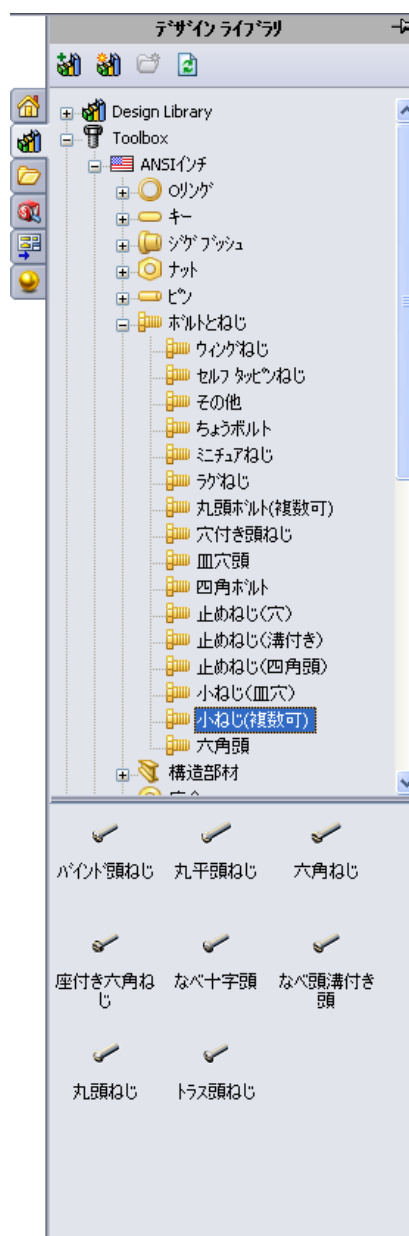 デザイン ライブラリ
Design Library
Toolbox
ANSIインチ
Oリング
キー
ジグ ブッシュ
ナット
ピン
ボルトとねじ
ウィングねじ
セルフ タッピンねじ
その他
ちょうボルト
ミニチュアねじ
ラグねじ
丸頭ボルト(複数可)
穴付き頭ねじ
皿穴頭
四角ボルト
止めねじ(穴)
止めねじ(溝付き)
止めねじ(四角頭)
小ねじ(皿穴)
小ねじ(複数可)
六角頭
構造部材
バインド頭ねじ 丸平頭ねじ 六角ねじ
座付き六角ね
じ
なべ十字頭
なべ頭溝付き
頭
丸頭ねじ トラス頭ねじ